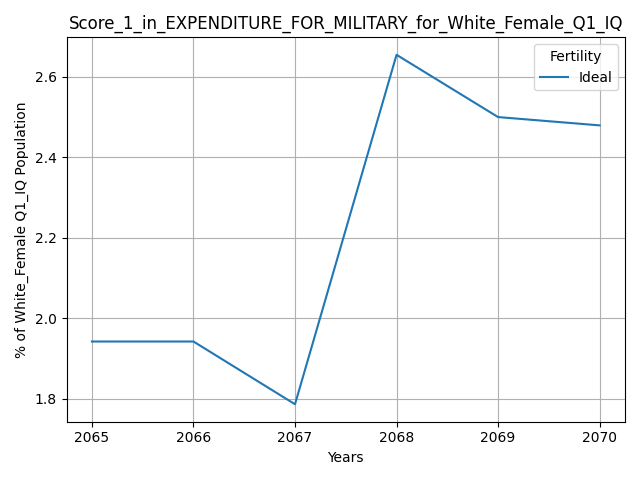 Score_1_in_EXPENDITURE_FOR_MILITARY_for_White_Female_Q1_IQ
Fertility
Ideal
% of White_Female Q1_IQ Population
2.6
2.4
2.2
2.0
1.8
2065 2066 2067 2068 2069 2070
Years